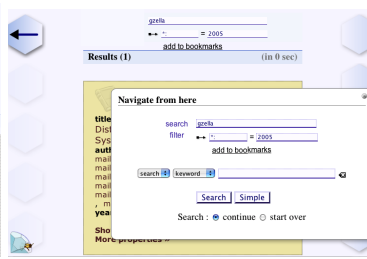 gzella
*: = 2005
add to bookmarks
Results (1) (in 0 sec)
Navigate from here
title
Dist
Sys
auth
mail
mail
mail
mail
mail
, m
year
Sho
More properties »
search gzella
filter *: = 2005
add to bookmarks
search keyword
Search Simple
Search : continue start over